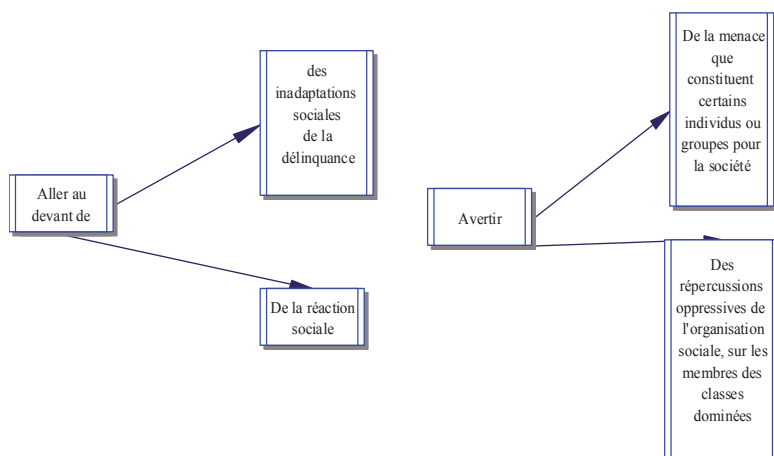 des
inadaptations
sociales
de la
délinquance
Aller au
devant de
De la réaction
sociale
De la menace
que
constituent
certains
individus ou
groupes pour
la société
Avertir
Des
répercussions
oppressives de
l'organisation
sociale, sur les
membres des
classes
dominées